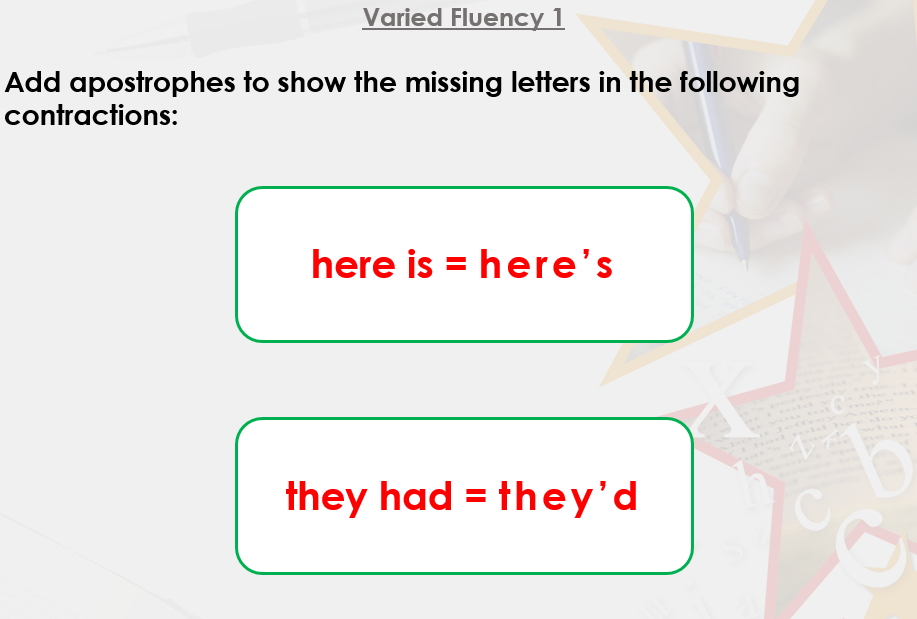 Varied Fluency 1
Add apostrophes to show the missing letters in the following
contractions:
here is = here’s
they had = they’d